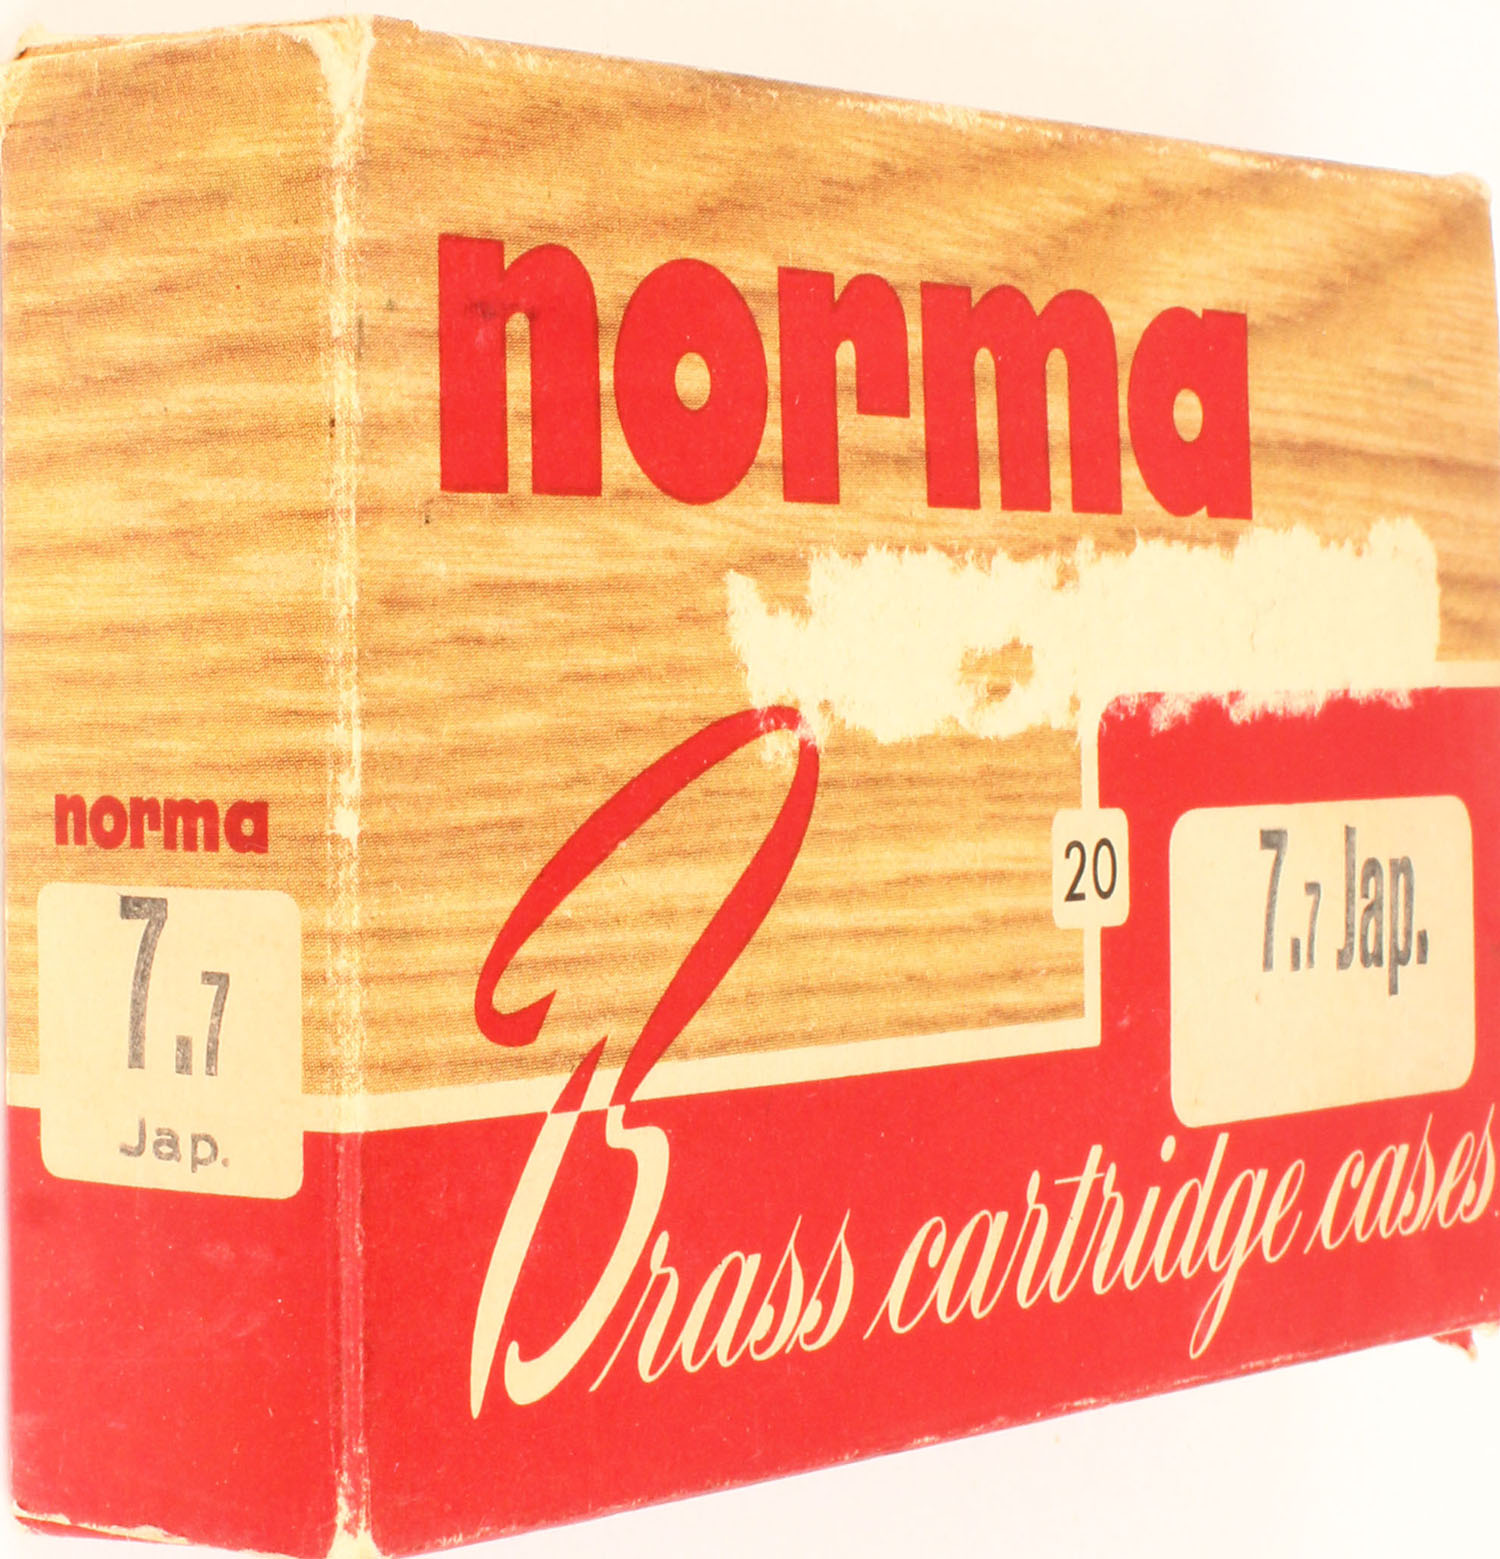 norma
7.7
Jap.
norma
20
7.7 Jap.
Brass cartridge cases